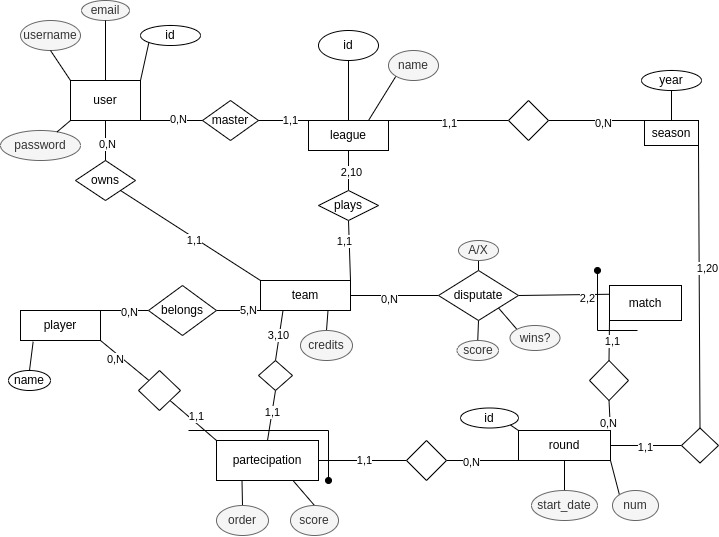 email
username
id
id
name
year
user
0,N
master
1,1
league
1,1
0,N
season
password
0,N
owns
2,10
plays
1,1
1,1
A/X
1,20
team
0,N
disputate
2,2
match
player
0,N
belongs
5,N
credits
score
wins?
3,10
1,1
0,N
name
1,1
1,1
id
0,N
partecipation
1,1
0,N
round
1,1
order
score
start_date
num